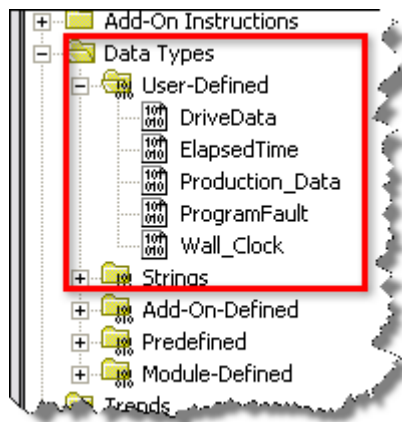 Add-On Instructions
Data Types
User-Defined
DriveData
ElapsedTime
Production_Data
ProgramFault
Wall_Clock
Strings
Add-On-Defined
Predefined
Module-Defined
Trends